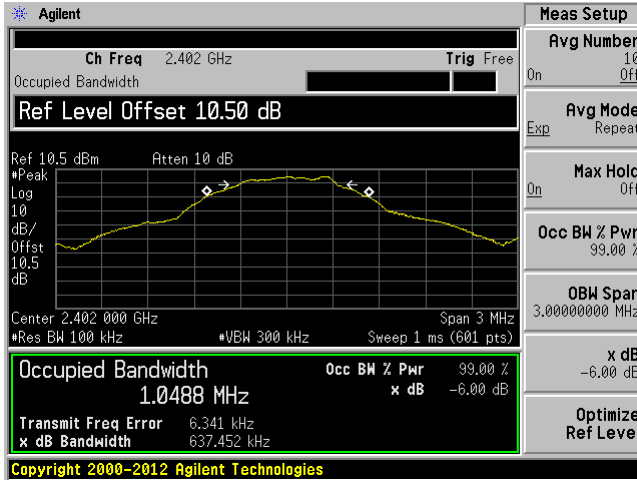 Agilent
Meas Setup
Ch Freq 2.402 GHz Trig Free
Occupied Bandwidth
Ref Level Offset 10.50 dB
Ref 10.5 dBm Atten 10 dB
#Peak
Log
10
dB/
Offst
10.5
dB
Center 2.402 000 GHz Span 3 MHz
#Res BW 100 kHz #VBW 300 kHz Sweep 1 ms (601 pts)
Occupied Bandwidth Occ BW % Pwr 99.00 %
1.0488 MHz x dB -6.00 dB
Transmit Freq Error 6.341 kHz
x dB Bandwidth 637.452 kHz
Copyright 2000-2012 Agilent Technologies
Avg Number
10
On Off
Avg Mode
Exp Repeat
Max Hold
On Off
Occ BW % Pwr
99.00 %
OBW Span
3.00000000 MHz
x dB
-6.00 dB
Optimize
Ref Level